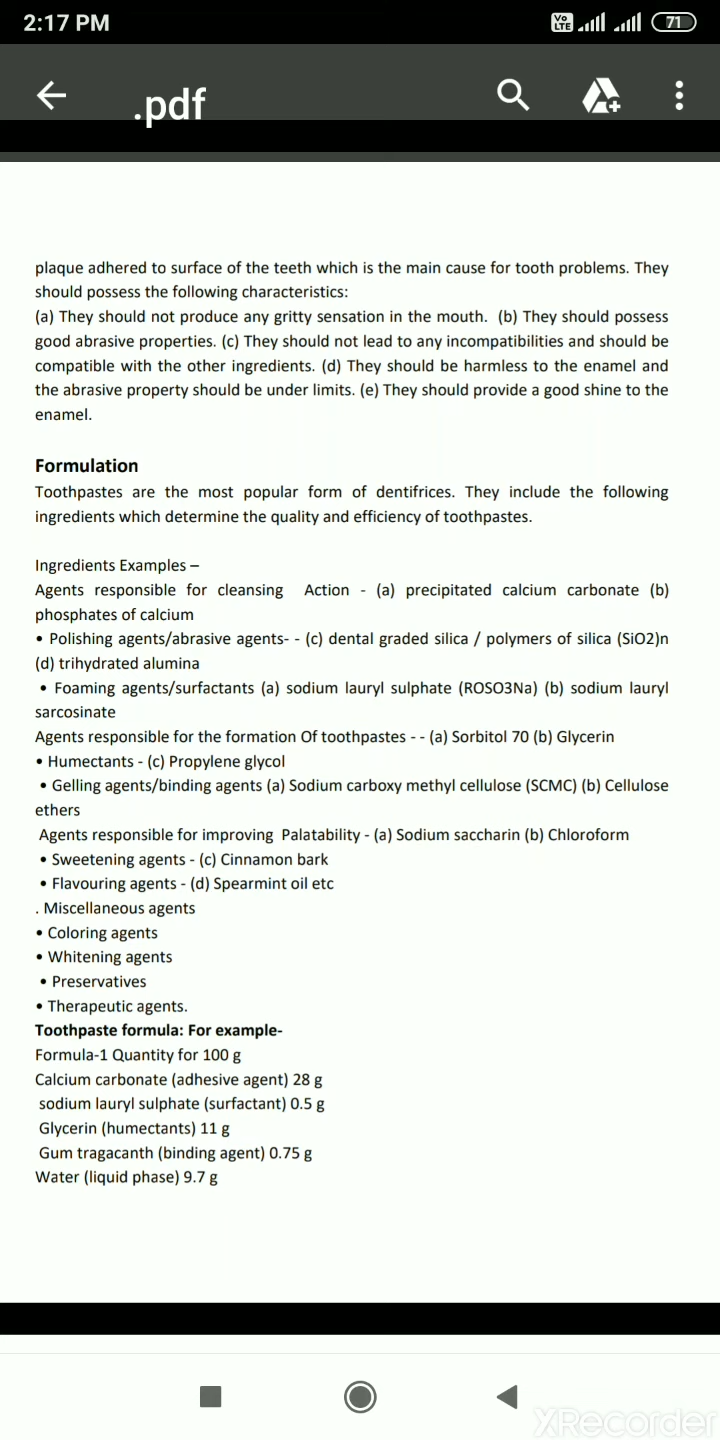 2:17 PM
Vo LTE 71
.pdf
plaque adhered to surface of the teeth which is the main cause for tooth problems. They
should possess the following characteristics:
(a) They should not produce any gritty sensation in the mouth. (b) They should possess
good abrasive properties. (c) They should not lead to any incompatibilities and should be
compatible with the other ingredients. (d) They should be harmless to the enamel and
the abrasive property should be under limits. (e) They should provide a good shine to the
enamel.
Formulation
Toothpastes are the most popular form of dentifrices. They include the following
ingredients which determine the quality and efficiency of toothpastes.
Ingredients Examples –
Agents responsible for cleansing Action - (a) precipitated calcium carbonate (b)
phosphates of calcium
• Polishing agents/abrasive agents- - (c) dental graded silica / polymers of silica (SiO2)n
(d) trihydrated alumina
• Foaming agents/surfactants (a) sodium lauryl sulphate (ROSO3Na) (b) sodium lauryl
sarcosinate
Agents responsible for the formation Of toothpastes - - (a) Sorbitol 70 (b) Glycerin
• Humectants - (c) Propylene glycol
• Gelling agents/binding agents (a) Sodium carboxy methyl cellulose (SCMC) (b) Cellulose
ethers
Agents responsible for improving Palatability - (a) Sodium saccharin (b) Chloroform
• Sweetening agents - (c) Cinnamon bark
• Flavouring agents - (d) Spearmint oil etc
. Miscellaneous agents
• Coloring agents
• Whitening agents
• Preservatives
• Therapeutic agents.
Toothpaste formula: For example-
Formula-1 Quantity for 100 g
Calcium carbonate (adhesive agent) 28 g
sodium lauryl sulphate (surfactant) 0.5 g
Glycerin (humectants) 11 g
Gum tragacanth (binding agent) 0.75 g
Water (liquid phase) 9.7 g
XRecorder